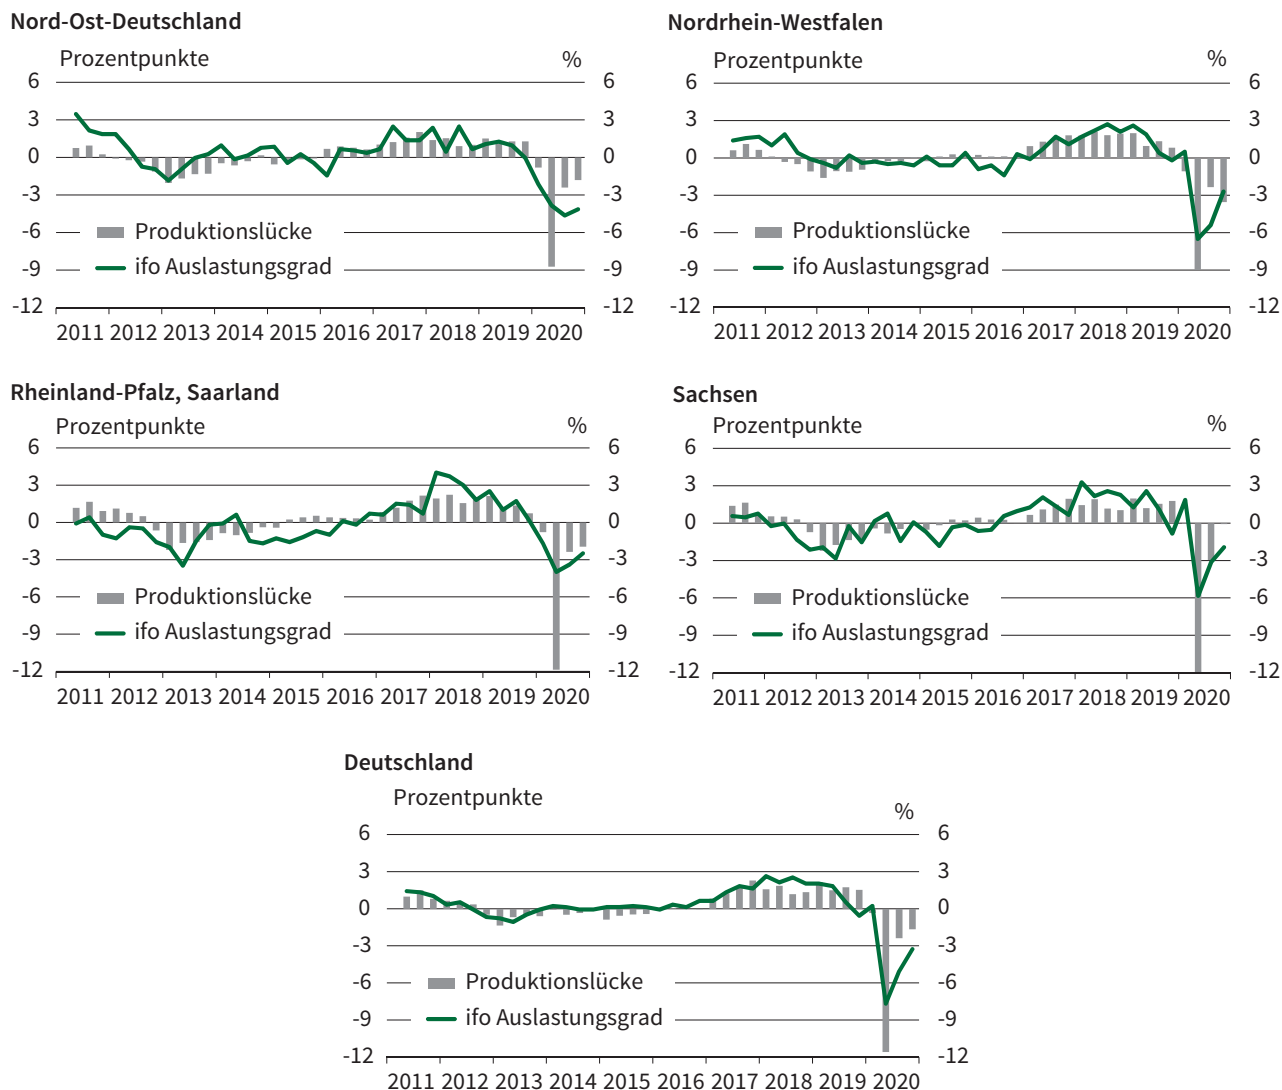 Nord-Ost-Deutschland
Prozentpunkte %
6 6
3 3
0 0
-3 -3
-6 Produktionslücke -6
-9 ifo Auslastungsgrad -9
-12 -12
2011 2012 2013 2014 2015 2016 2017 2018 2019 2020
Nordrhein-Westfalen
Prozentpunkte %
6 6
3 3
0 0
-3 -3
-6 Produktionslücke -6
-9 ifo Auslastungsgrad -9
-12 -12
2011 2012 2013 2014 2015 2016 2017 2018 2019 2020
Rheinland-Pfalz, Saarland
Prozentpunkte %
6 6
3 3
0 0
-3 -3
-6 Produktionslücke -6
-9 ifo Auslastungsgrad -9
-12 -12
2011 2012 2013 2014 2015 2016 2017 2018 2019 2020
Sachsen
Prozentpunkte %
6 6
3 3
0 0
-3 -3
-6 Produktionslücke -6
-9 ifo Auslastungsgrad -9
-12 -12
2011 2012 2013 2014 2015 2016 2017 2018 2019 2020
Deutschland
Prozentpunkte %
6 6
3 3
0 0
-3 -3
-6 Produktionslücke -6
-9 ifo Auslastungsgrad -9
-12 -12
2011 2012 2013 2014 2015 2016 2017 2018 2019 2020